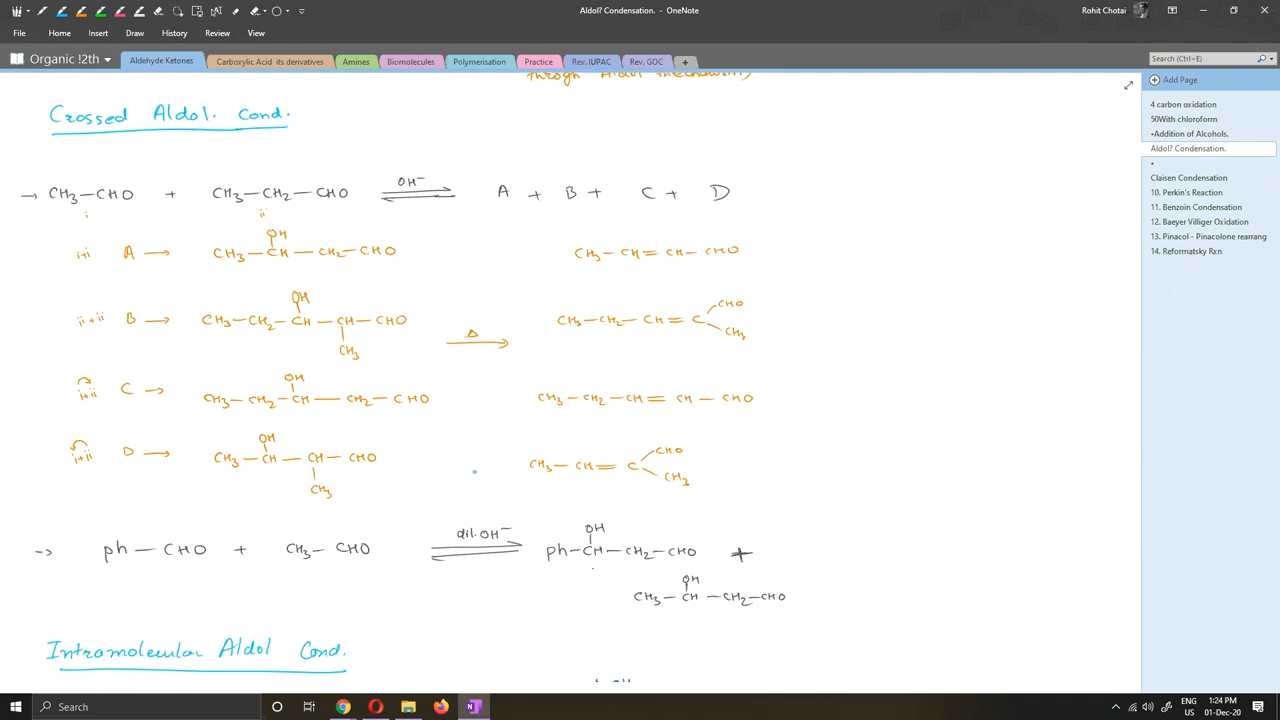 Aldol? Condensation. - OneNote
Rohit Chotai
File Home Insert Draw History Review View
Organic !2th
Aldehyde Ketones Carboxylic Acid its derivatives Amines Biomolecules Polymerisation Practice Rev. IUPAC Rev. GOC
Search (Ctrl+E)
Add Page
4 carbon oxidation
50With chloroform
•Addition of Alcohols.
Aldol? Condensation.
•
Claisen Condensation
10. Perkin's Reaction
11. Benzoin Condensation
12. Baeyer Villiger Oxidation
13. Pinacol - Pinacolone rearrang
14. Reformatsky Rxn
throgh Aldol mechanism)
Crossed Aldol. Cond.
OH⁻
→ CH₃—CHO + CH₃—CH₂—CHO ⇌ A + B + C + D
i ii
OH
i+i A → CH₃—CH—CH₂—CHO CH₃—CH=CH—CHO
OH CHO
ii+ii B → CH₃—CH₂—CH—CH—CHO CH₃—CH₂—CH=C
CH₃ Δ CH₃
OH
i+ii C → CH₃—CH₂—CH—CH₂—CHO CH₃—CH₂—CH=CH—CHO
OH CHO
i+ii D → CH₃—CH—CH—CHO CH₃—CH=C
CH₃ CH₃
dil. OH⁻ OH
→ ph—CHO + CH₃—CHO ⇌ ph—CH—CH₂—CHO +
OH
CH₃—CH—CH₂—CHO
Intramolecular Aldol Cond.
Search
ENG
US
1:24 PM
01-Dec-20